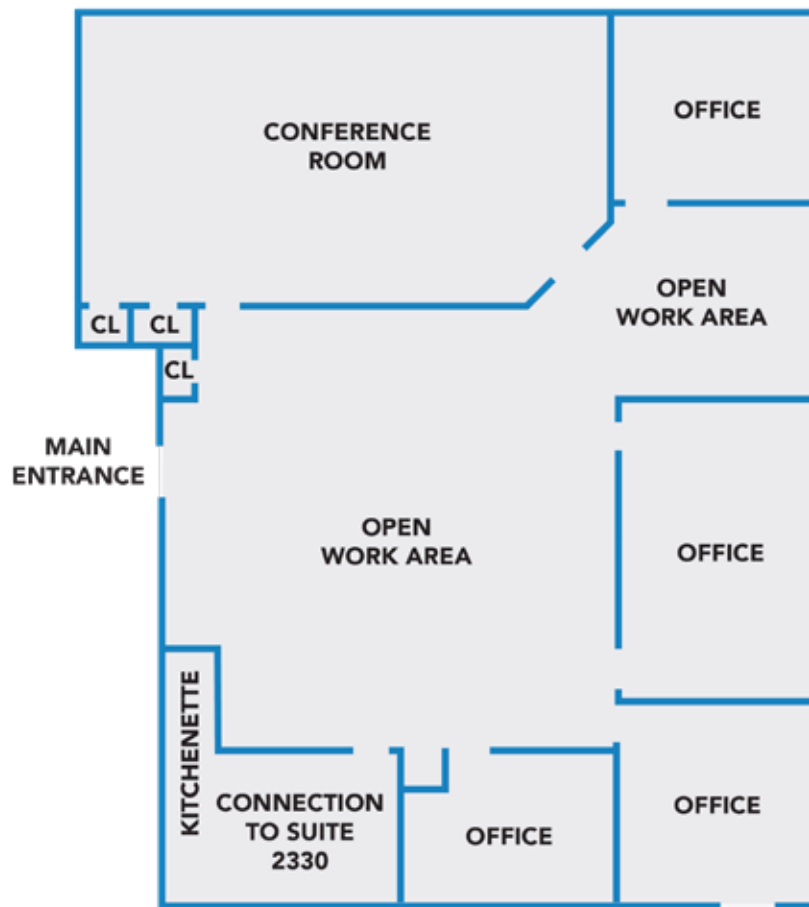 OFFICE
CONFERENCE
ROOM
OPEN
WORK AREA
CL
CL
CL
MAIN
ENTRANCE
OPEN
WORK AREA
OFFICE
KITCHENETTE
CONNECTION
TO SUITE
2330
OFFICE
OFFICE